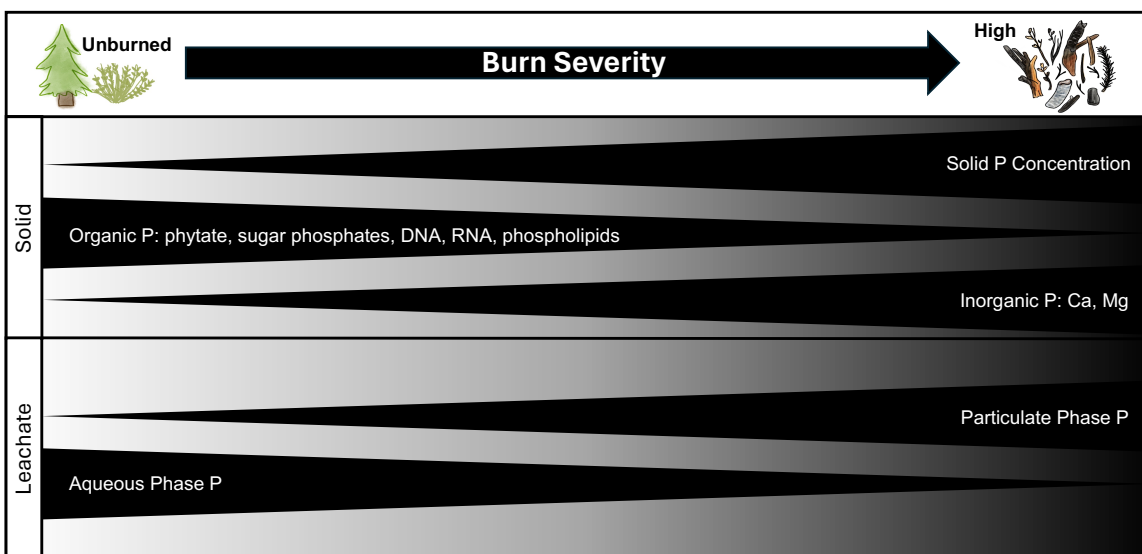 Unburned
Burn Severity
High
Solid
Solid P Concentration
Organic P: phytate, sugar phosphates, DNA, RNA, phospholipids
Inorganic P: Ca, Mg
Leachate
Particulate Phase P
Aqueous Phase P